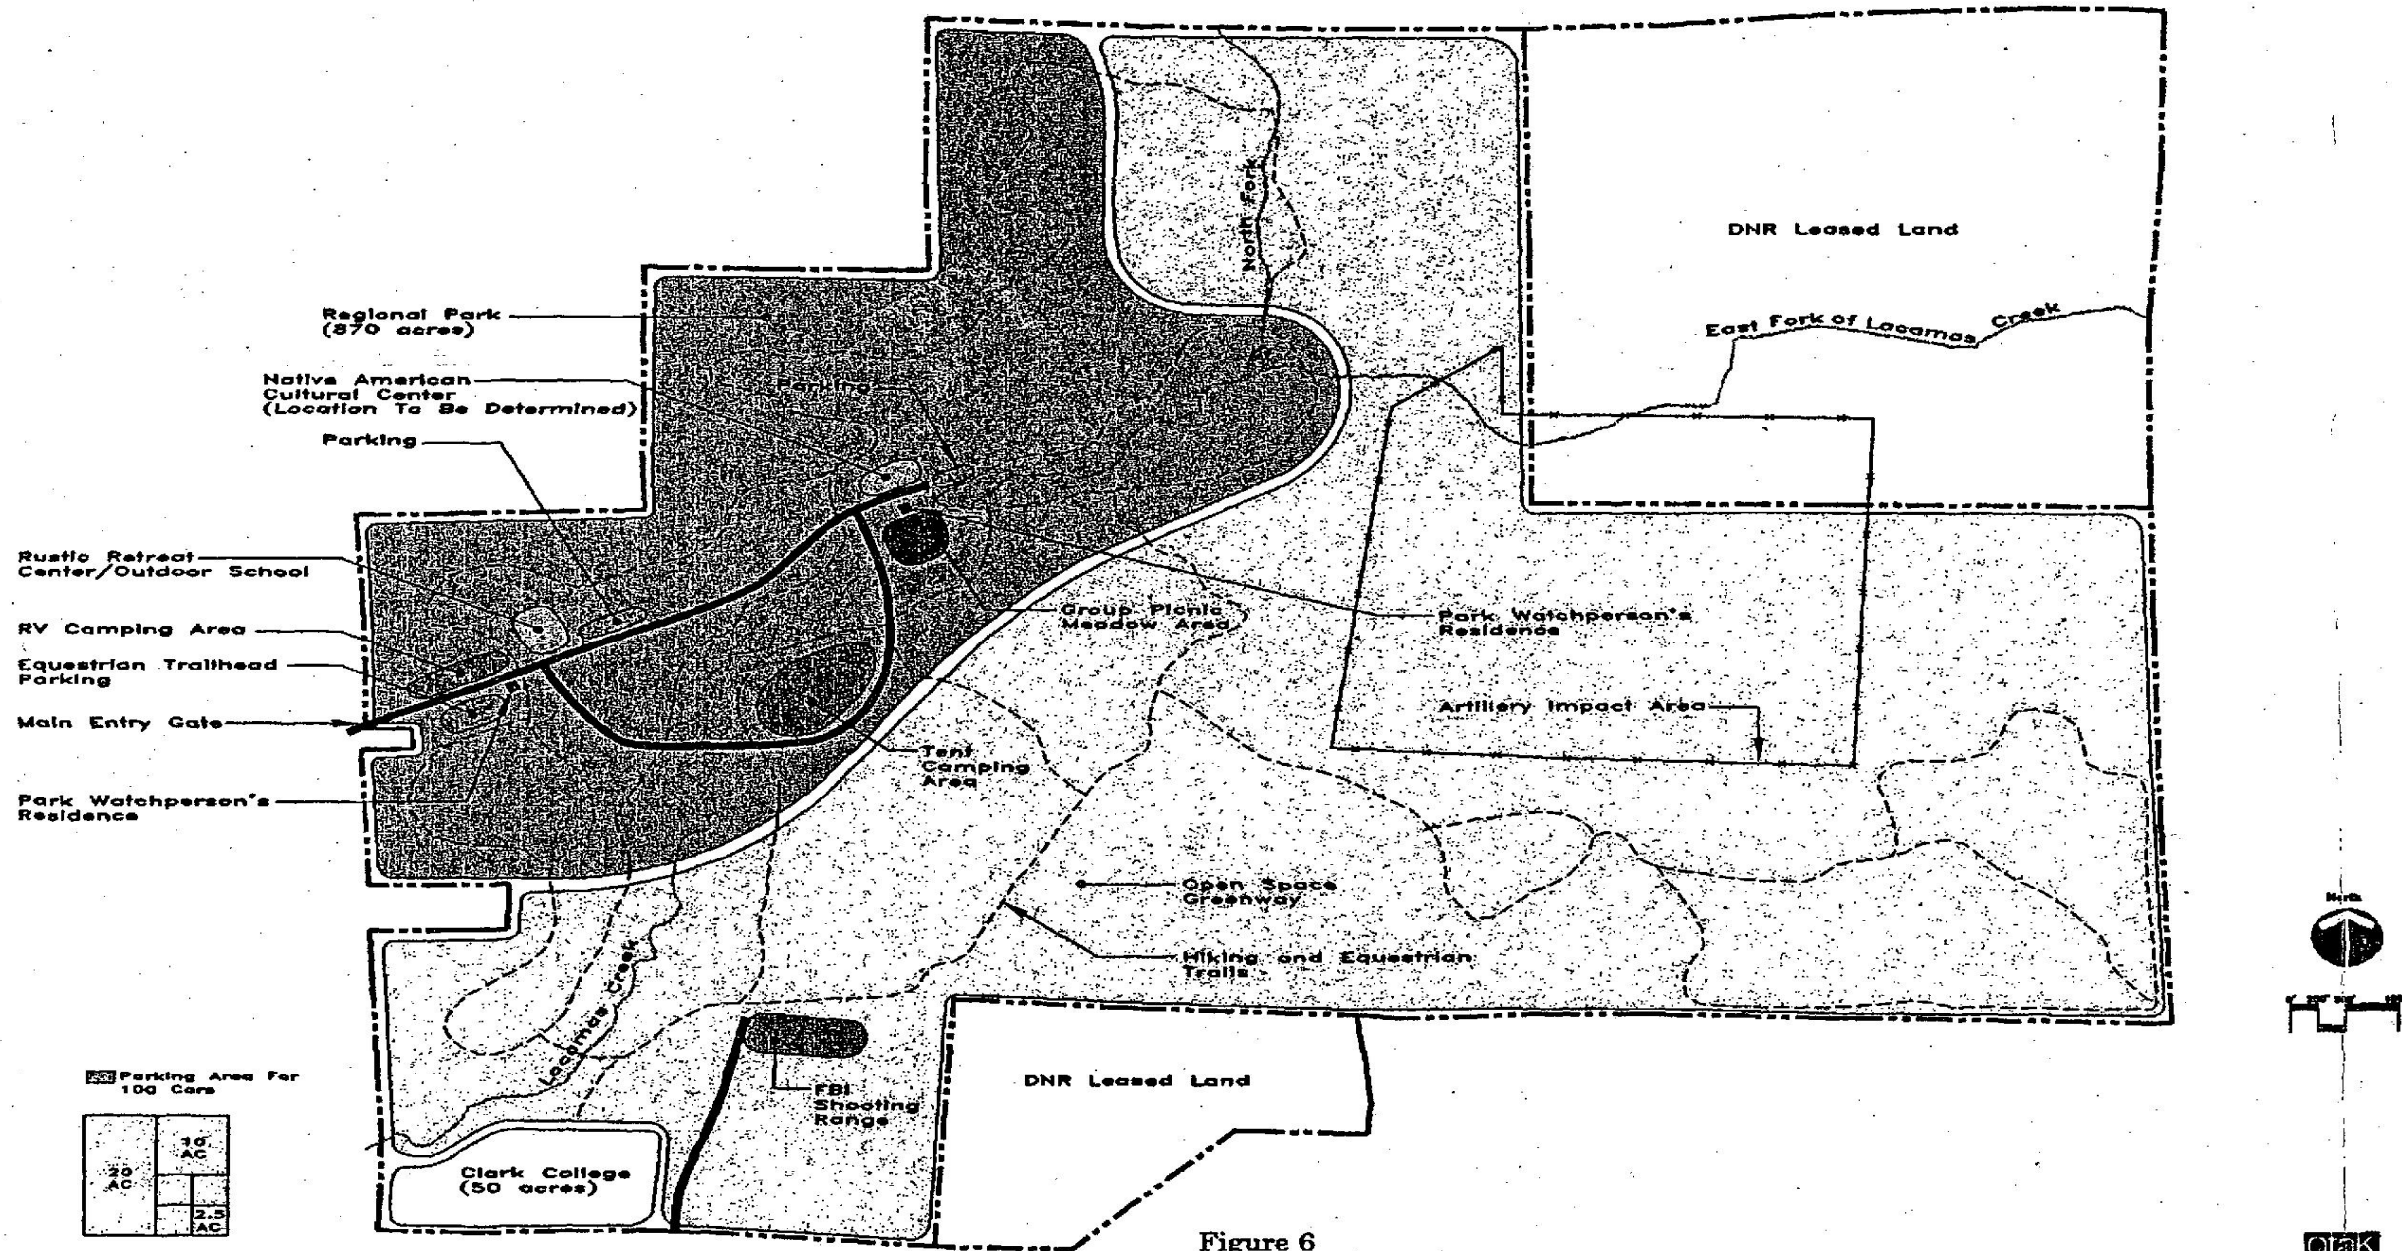 North Fork
DNR Leased Land
East Fork of Lacamas Creek
Regional Park
(870 acres)
Native American
Cultural Center
(Location To Be Determined)
Parking
Parking
Rustic Retreat
Center/Outdoor School
RV Camping Area
Equestrian Trailhead
Parking
Main Entry Gate
Park Watchperson's
Residence
Group Picnic
Meadow Area
Park Watchperson's
Residence
Artillery Impact Area
Tent
Camping
Area
Open Space
Greenway
Hiking and Equestrian
Trails
Lacamas Creek
North
FBI
Shooting
Range
DNR Leased Land
Parking Area For
100 Cars
20
AC
10
AC
2.5
AC
Clark College
(50 acres)
Figure 6